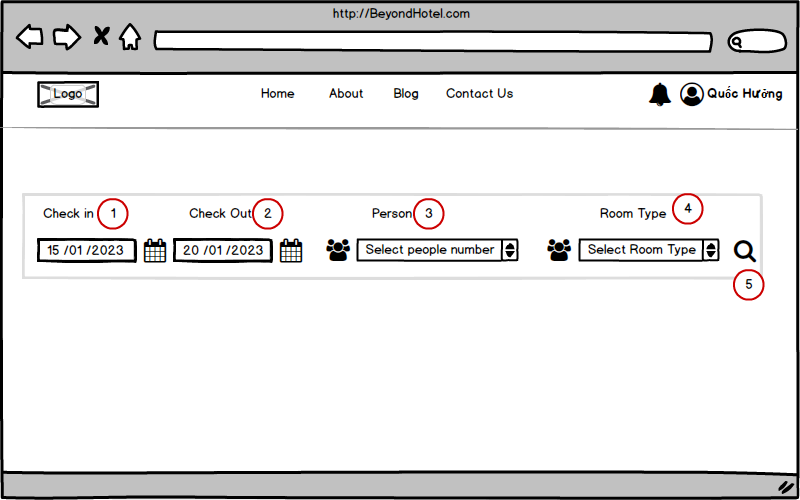 http://BeyondHotel.com
Logo Home About Blog Contact Us Quốc Hưởng
Check in 1 Check Out 2 Person 3 Room Type 4
15 /01 /2023 20 /01 /2023 Select people number Select Room Type
5